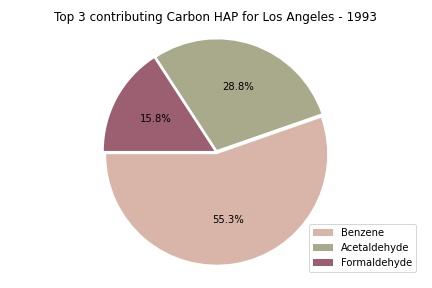 Top 3 contributing Carbon HAP for Los Angeles - 1993
28.8%
15.8%
55.3%
Benzene
Acetaldehyde
Formaldehyde